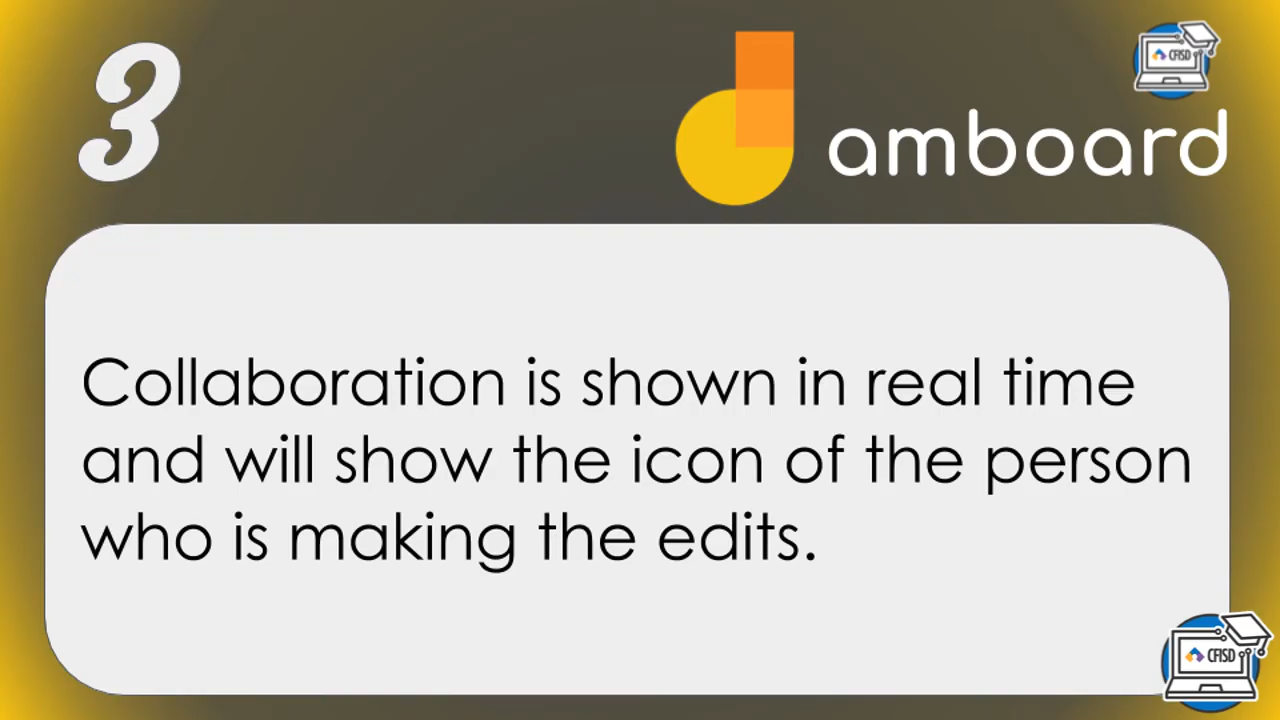 3
amboard
CFISD
Collaboration is shown in real time
and will show the icon of the person
who is making the edits.
CFISD